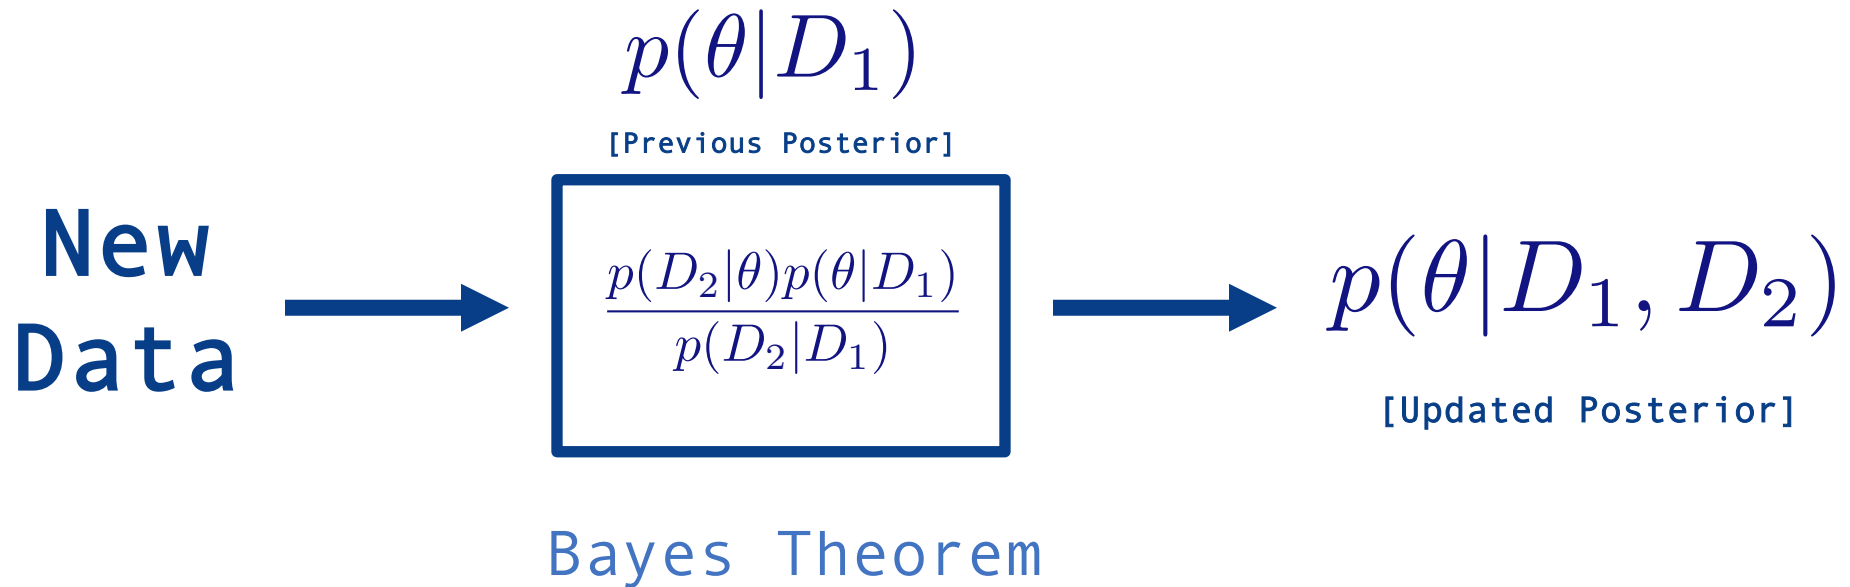 p(θ|D₁)
[Previous Posterior]
New
Data
p(D₂|θ)p(θ|D₁)
p(D₂|D₁)
p(θ|D₁, D₂)
[Updated Posterior]
Bayes Theorem